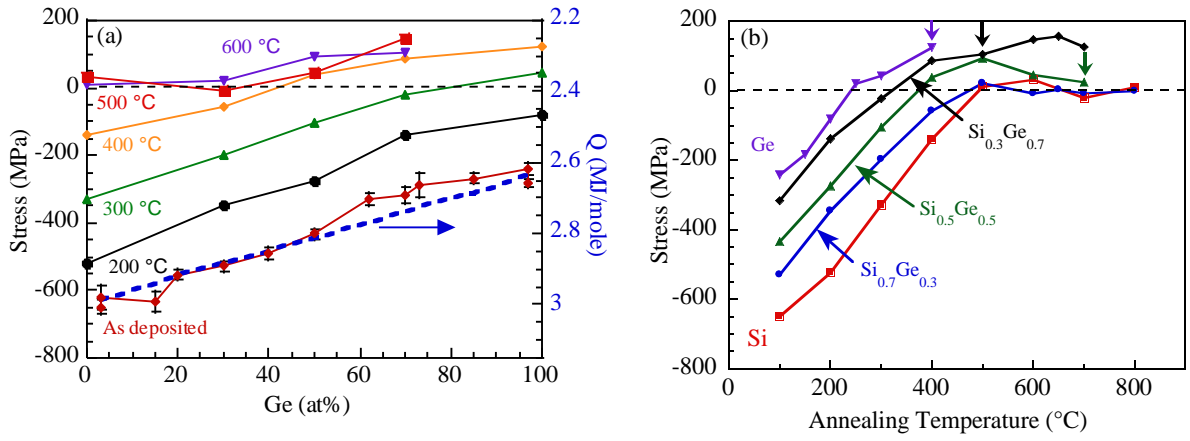 (a)
600 °C
500 °C
400 °C
300 °C
200 °C
As deposited
200
0
-200
-400
-600
-800
Stress (MPa)
0
20
40
60
80
100
Ge (at%)
2.2
2.4
2.6
2.8
3
Q (MJ/mole)
(b)
Ge
Si0.3Ge0.7
Si0.5Ge0.5
Si0.7Ge0.3
Si
200
0
-200
-400
-600
-800
Stress (MPa)
0
200
400
600
800
Annealing Temperature (°C)